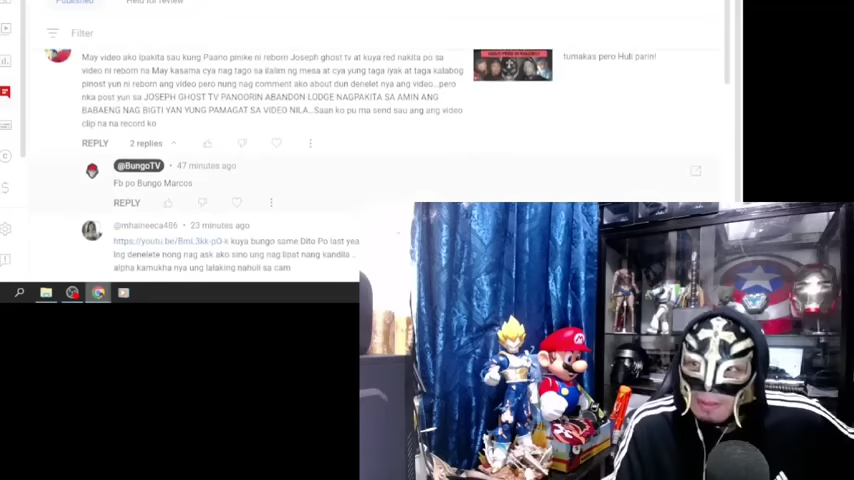 Published
Held for review
Filter
May video ako ipakita sau kung Paano pinike ni reborn Joseph ghost tv at kuya red nakita po sa
video ni reborn na May kasama cya nag tago sa ilalim ng mesa at cya yung taga iyak at taga kalabog
pinost yun ni reborn ang video pero nung nag comment ako about dun denelet nya ang video...pero
nka post yun sa JOSEPH GHOST TV PANOORIN ABANDON LODGE NAGPAKITA SA AMIN ANG
BABAENG NAG BIGTI YAN YUNG PAMAGAT SA VIDEO NILA...Saan ko pu ma send sau ang ang video
clip na na record ko
tumakas pero Huli parin!
REPLY 2 replies
@BungoTV • 47 minutes ago
Fb po Bungo Marcos
REPLY
@mhaineeca486 • 23 minutes ago
kuya bungo same Dito Po last yea
lng denelete nong nag ask ako sino ung nag lipat nang kandila ..
alpha kamukha nya ung lalaking nahuli sa cam